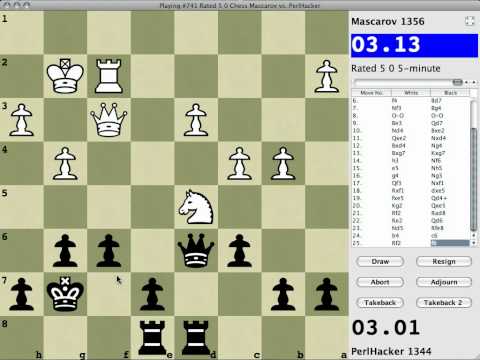 Playing #741 Rated 5 0 Chess Mascarov vs. PerlHacker
Mascarov 1356
03.13
Rated 5 0 5-minute
Move No. White Black
6. f4 Bd7
7. Nf3 Bg4
8. O-O O-O
9. Be3 Qd7
10. Nd4 Bxe2
11. Qxe2 Nxd4
12. Bxd4 Ng4
13. Bxg7 Kxg7
14. h3 Nf6
15. e5 Nh5
16. g4 Ng3
17. Qf3 Nxf1
18. Rxf1 dxe5
19. fxe5 Qd4+
20. Kg2 Qxe5
21. Rf2 Rad8
22. Rfe8
23. Nd5
24. b4 c6
25. Rf2 f6
1
2
3
4
5
6
7
8
h g f e d c b a
Draw Resign
Abort Adjourn
Takeback Takeback 2
03.01
PerlHacker 1344